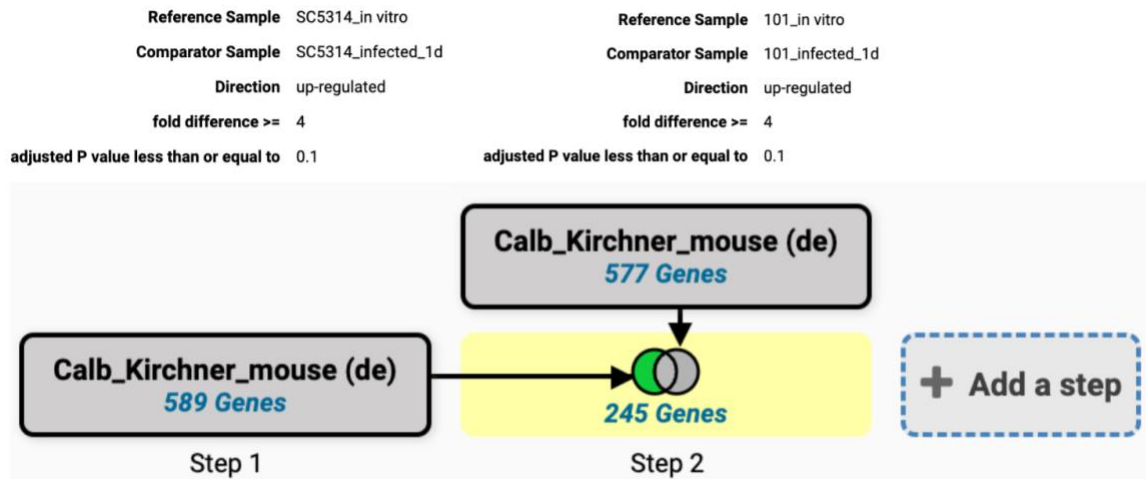 Reference Sample SC5314_in vitro
Comparator Sample SC5314_infected_1d
Direction up-regulated
fold difference >= 4
adjusted P value less than or equal to 0.1
Reference Sample 101_in vitro
Comparator Sample 101_infected_1d
Direction up-regulated
fold difference >= 4
adjusted P value less than or equal to 0.1
Calb_Kirchner_mouse (de)
577 Genes
Calb_Kirchner_mouse (de)
589 Genes
245 Genes
+ Add a step
Step 1
Step 2